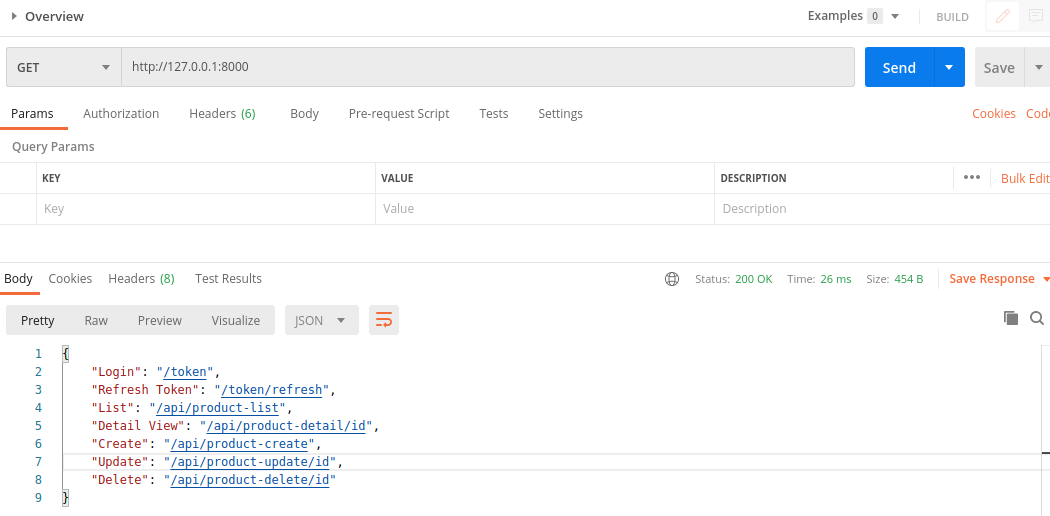 Overview Examples 0 BUILD
GET http://127.0.0.1:8000 Send Save
Params Authorization Headers (6) Body Pre-request Script Tests Settings Cookies Code
Query Params
KEY VALUE DESCRIPTION ••• Bulk Edit
Key Value Description
Body Cookies Headers (8) Test Results Status: 200 OK Time: 26 ms Size: 454 B Save Response
Pretty Raw Preview Visualize JSON
1 {
2 "Login": "/token",
3 "Refresh Token": "/token/refresh",
4 "List": "/api/product-list",
5 "Detail View": "/api/product-detail/id",
6 "Create": "/api/product-create",
7 "Update": "/api/product-update/id",
8 "Delete": "/api/product-delete/id"
9 }